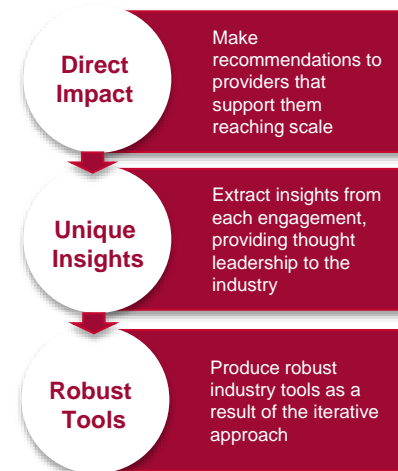 Direct
Impact
Make
recommendations to
providers that
support them
reaching scale
Unique
Insights
Extract insights from
each engagement,
providing thought
leadership to the
industry
Robust
Tools
Produce robust
industry tools as a
result of the iterative
approach